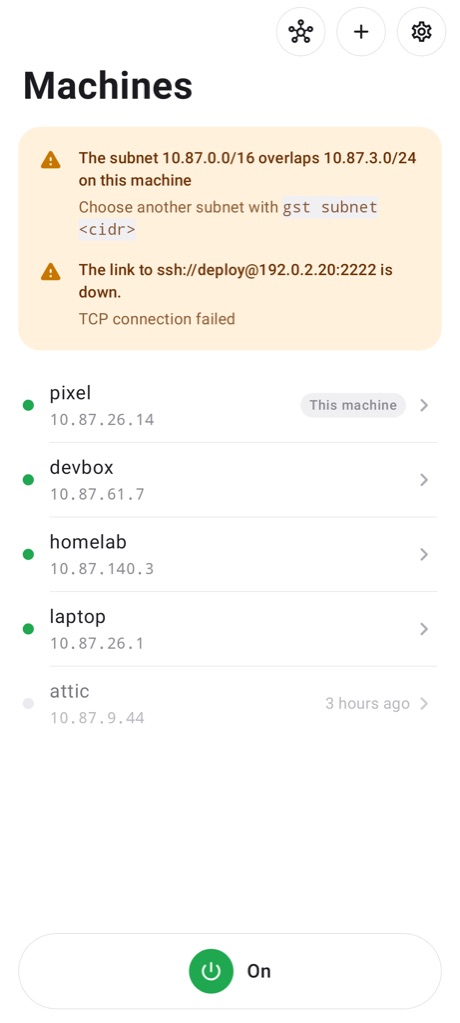 Machines
The subnet 10.87.0.0/16 overlaps 10.87.3.0/24
on this machine
Choose another subnet with gst subnet
<cidr>
The link to ssh://deploy@192.0.2.20:2222 is
down.
TCP connection failed
pixel
10.87.26.14
This machine
devbox
10.87.61.7
homelab
10.87.140.3
laptop
10.87.26.1
attic
10.87.9.44
3 hours ago
On